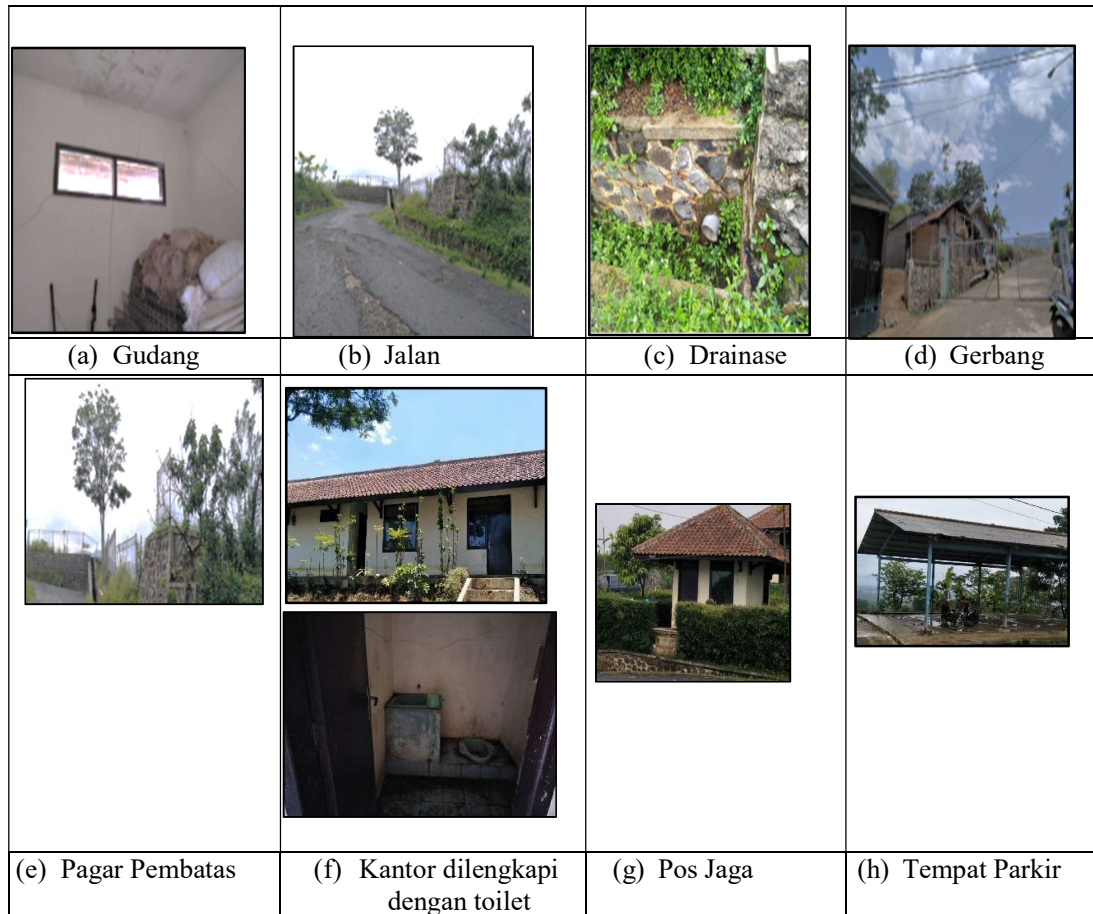 (a) Gudang
(b) Jalan
(c) Drainase
(d) Gerbang
(e) Pagar Pembatas
(f) Kantor dilengkapi
dengan toilet
(g) Pos Jaga
(h) Tempat Parkir